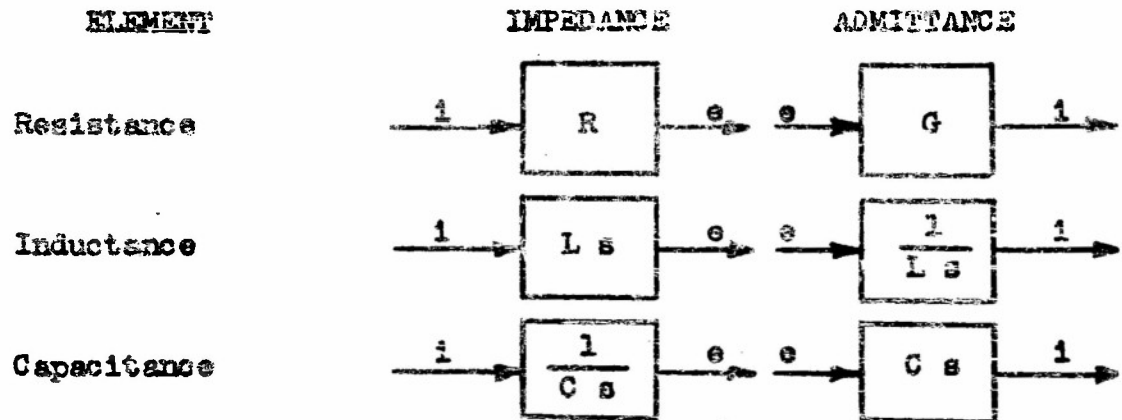 ELEMENT IMPEDANCE ADMITTANCE
Resistance i R e e G i
Inductance i L s e e 1 / L s i
Capacitance i 1 / C s e e C s i